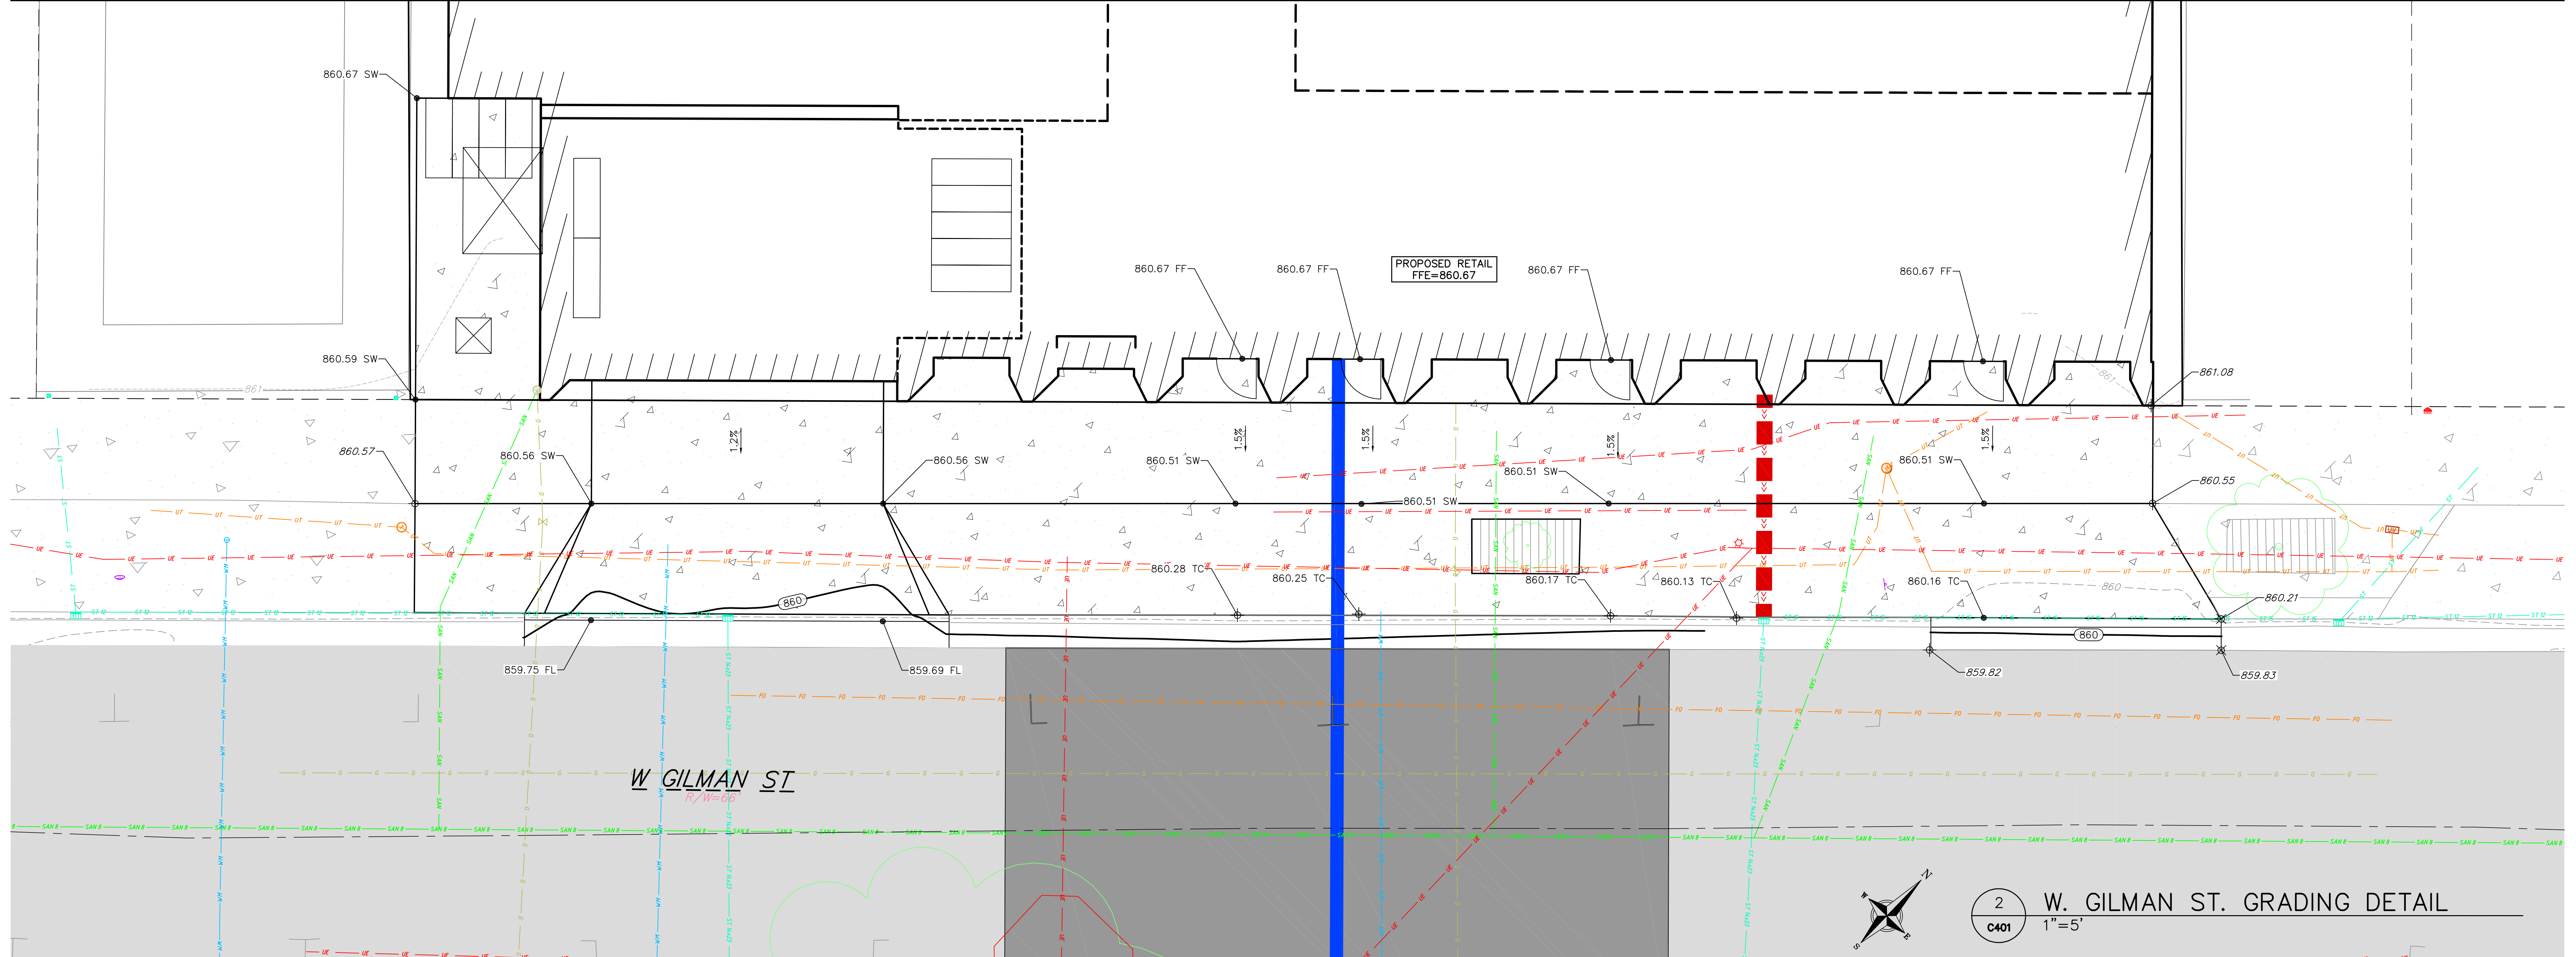 860.67 SW
860.67 FF
860.67 FF
PROPOSED RETAIL
FFE=860.67
860.67 FF
860.67 FF
860.59 SW
861
861
861.08
1.2%
1.5%
1.5%
1.5%
1.5%
860.57
860.56 SW
860.56 SW
860.51 SW
860.51 SW
860.51 SW
860.51 SW
860.55
860.28 TC
860.25 TC
860.17 TC
860.13 TC
860.16 TC
860
860
860.21
860
859.75 FL
859.69 FL
859.82
859.83
W GILMAN ST
R/W=66'
N
W
S
E
2
C401
W. GILMAN ST. GRADING DETAIL
1"=5'